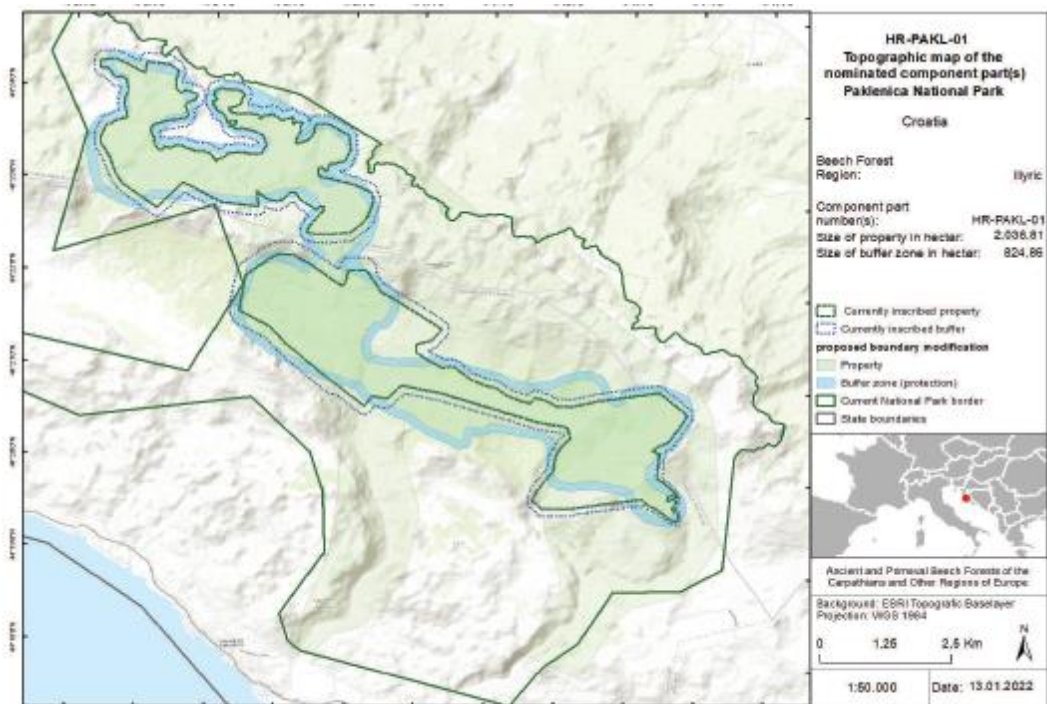 HR-PAKL-01
Topographic map of the
nominated component part(s)
Paklenica National Park
Croatia
Beech Forest
Region: Illyric
Component part
number(s): HR-PAKL-01
Size of property in hectar: 2.036,81
Size of buffer zone in hectar: 824,86
Currently inscribed property
Currently inscribed buffer
proposed boundary modification
Property
Buffer zone (protection)
Current National Park border
State boundaries
Ancient and Primeval Beech Forests of the
Carpathians and Other Regions of Europe
Background: ESRI Topografic Baselayer
Projection: WGS 1984
N
0 1.25 2.5 Km
1:50.000 Date: 13.01.2022